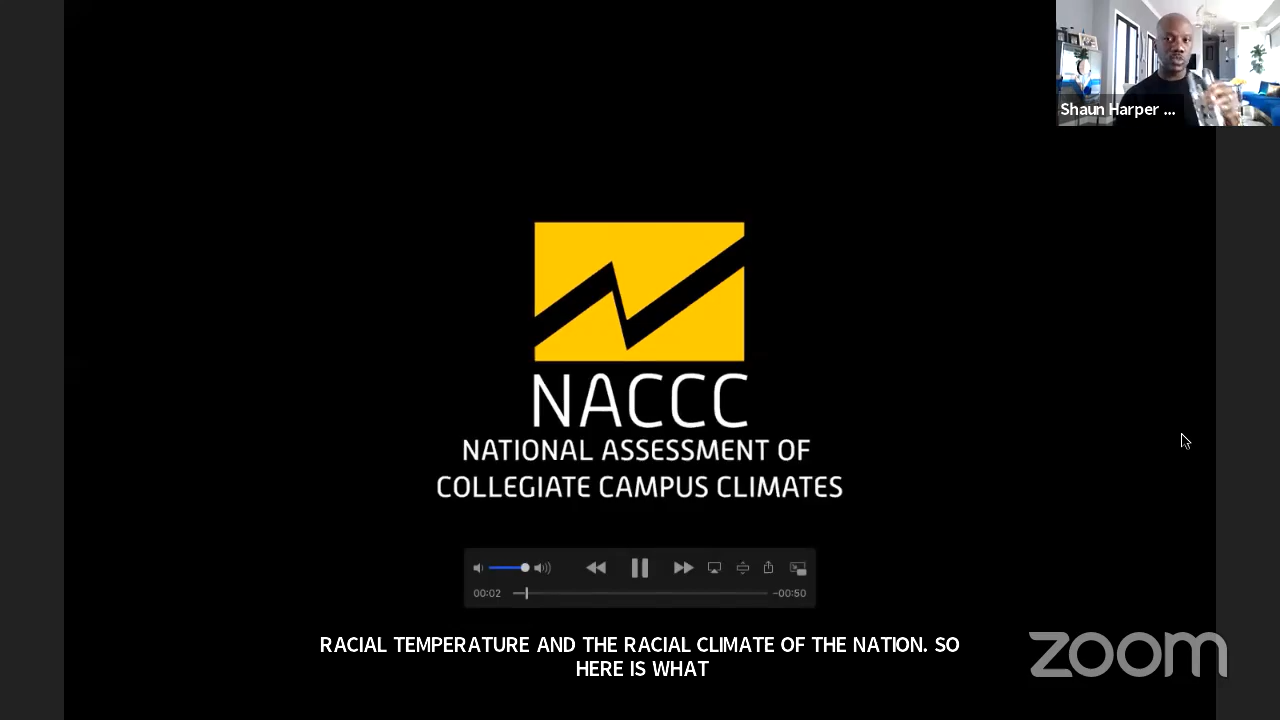 Shaun Harper ...
NACCC
NATIONAL ASSESSMENT OF
COLLEGIATE CAMPUS CLIMATES
00:02
-00:50
RACIAL TEMPERATURE AND THE RACIAL CLIMATE OF THE NATION. SO
HERE IS WHAT
zoom